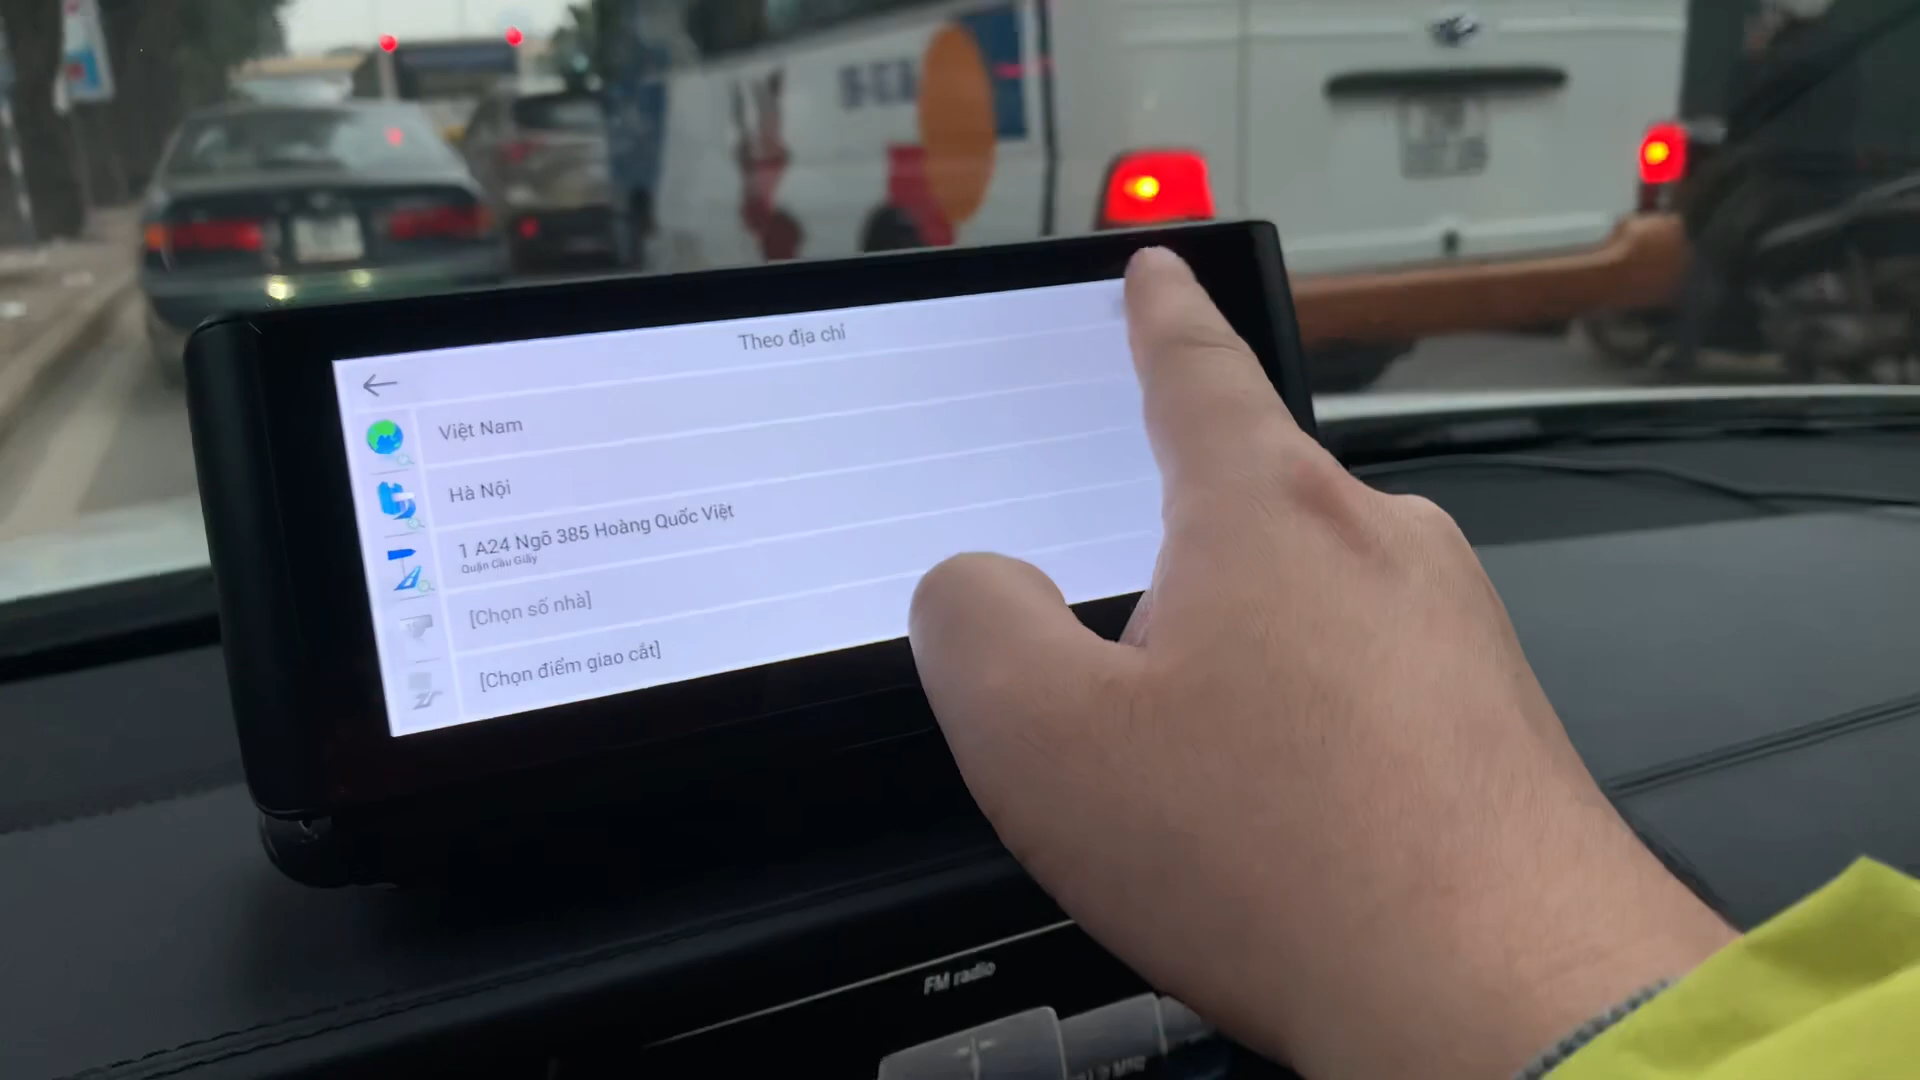 Theo địa chỉ
Việt Nam
Hà Nội
1 A24 Ngõ 385 Hoàng Quốc Việt
Quận Cầu Giấy
[Chọn số nhà]
[Chọn điểm giao cắt]
FM radio